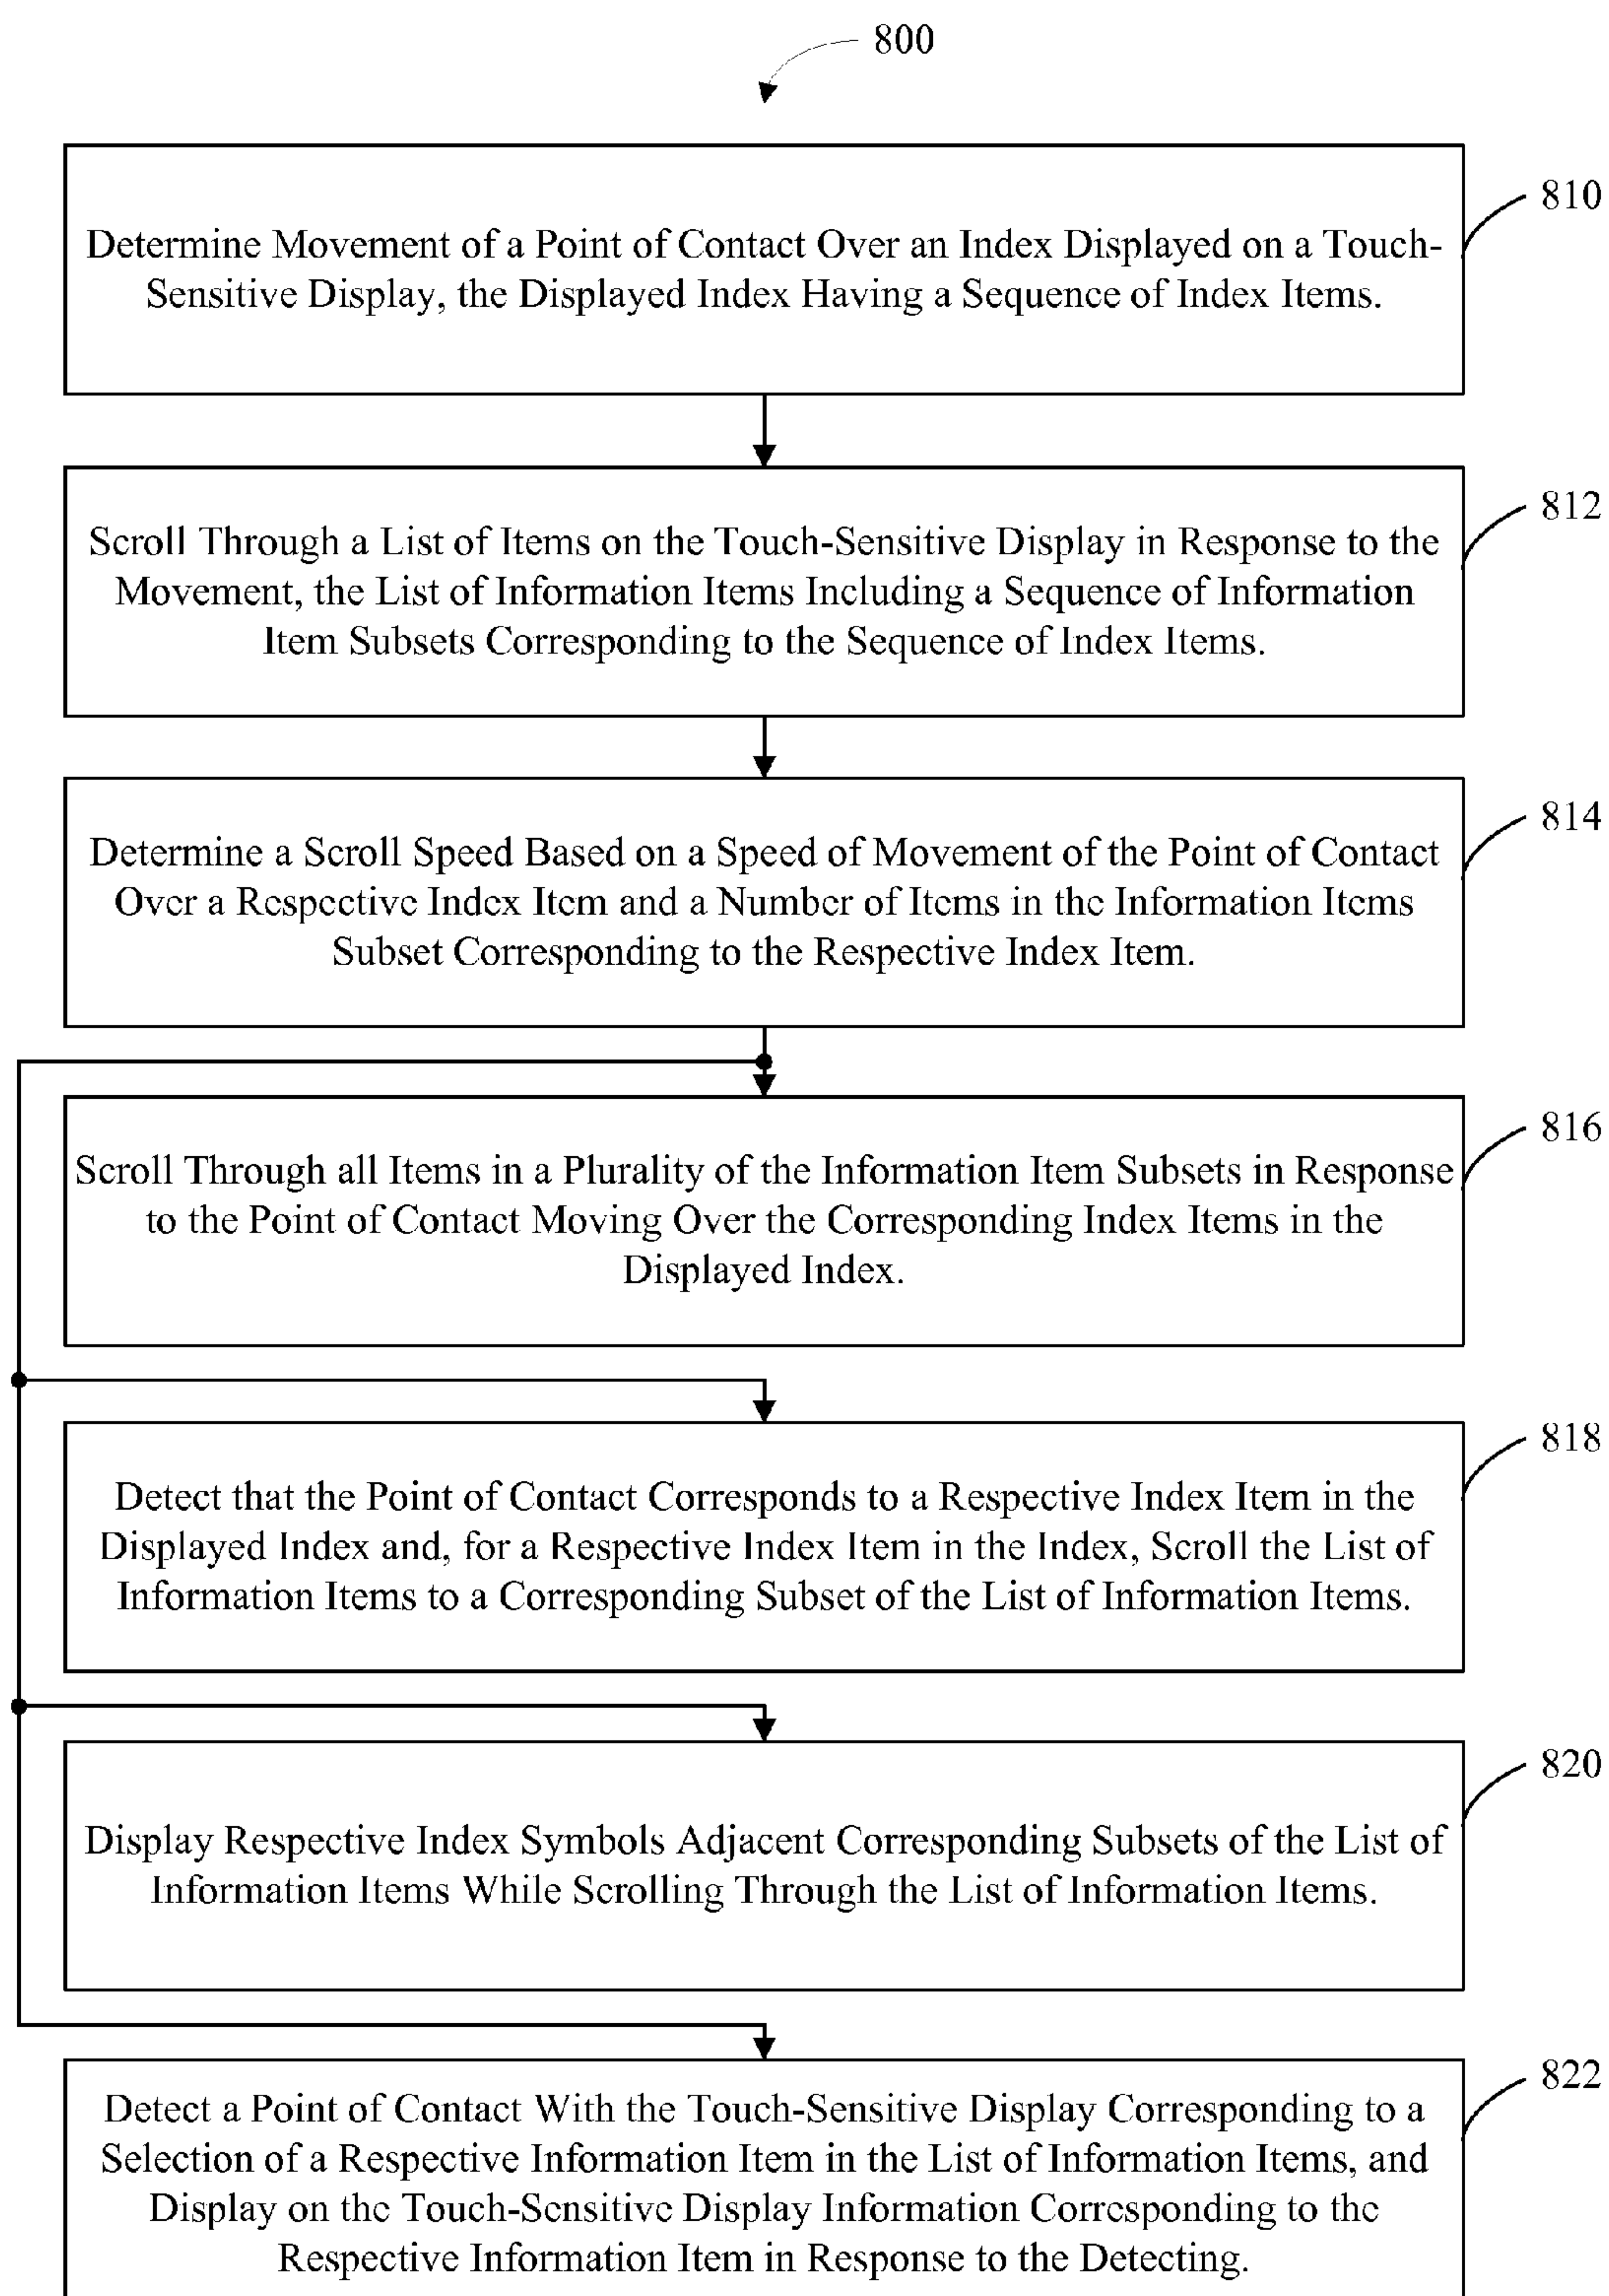 800
810
Determine Movement of a Point of Contact Over an Index Displayed on a Touch-
Sensitive Display, the Displayed Index Having a Sequence of Index Items.
812
Scroll Through a List of Items on the Touch-Sensitive Display in Response to the
Movement, the List of Information Items Including a Sequence of Information
Item Subsets Corresponding to the Sequence of Index Items.
814
Determine a Scroll Speed Based on a Speed of Movement of the Point of Contact
Over a Respective Index Item and a Number of Items in the Information Items
Subset Corresponding to the Respective Index Item.
816
Scroll Through all Items in a Plurality of the Information Item Subsets in Response
to the Point of Contact Moving Over the Corresponding Index Items in the
Displayed Index.
818
Detect that the Point of Contact Corresponds to a Respective Index Item in the
Displayed Index and, for a Respective Index Item in the Index, Scroll the List of
Information Items to a Corresponding Subset of the List of Information Items.
820
Display Respective Index Symbols Adjacent Corresponding Subsets of the List of
Information Items While Scrolling Through the List of Information Items.
822
Detect a Point of Contact With the Touch-Sensitive Display Corresponding to a
Selection of a Respective Information Item in the List of Information Items, and
Display on the Touch-Sensitive Display Information Corresponding to the
Respective Information Item in Response to the Detecting.